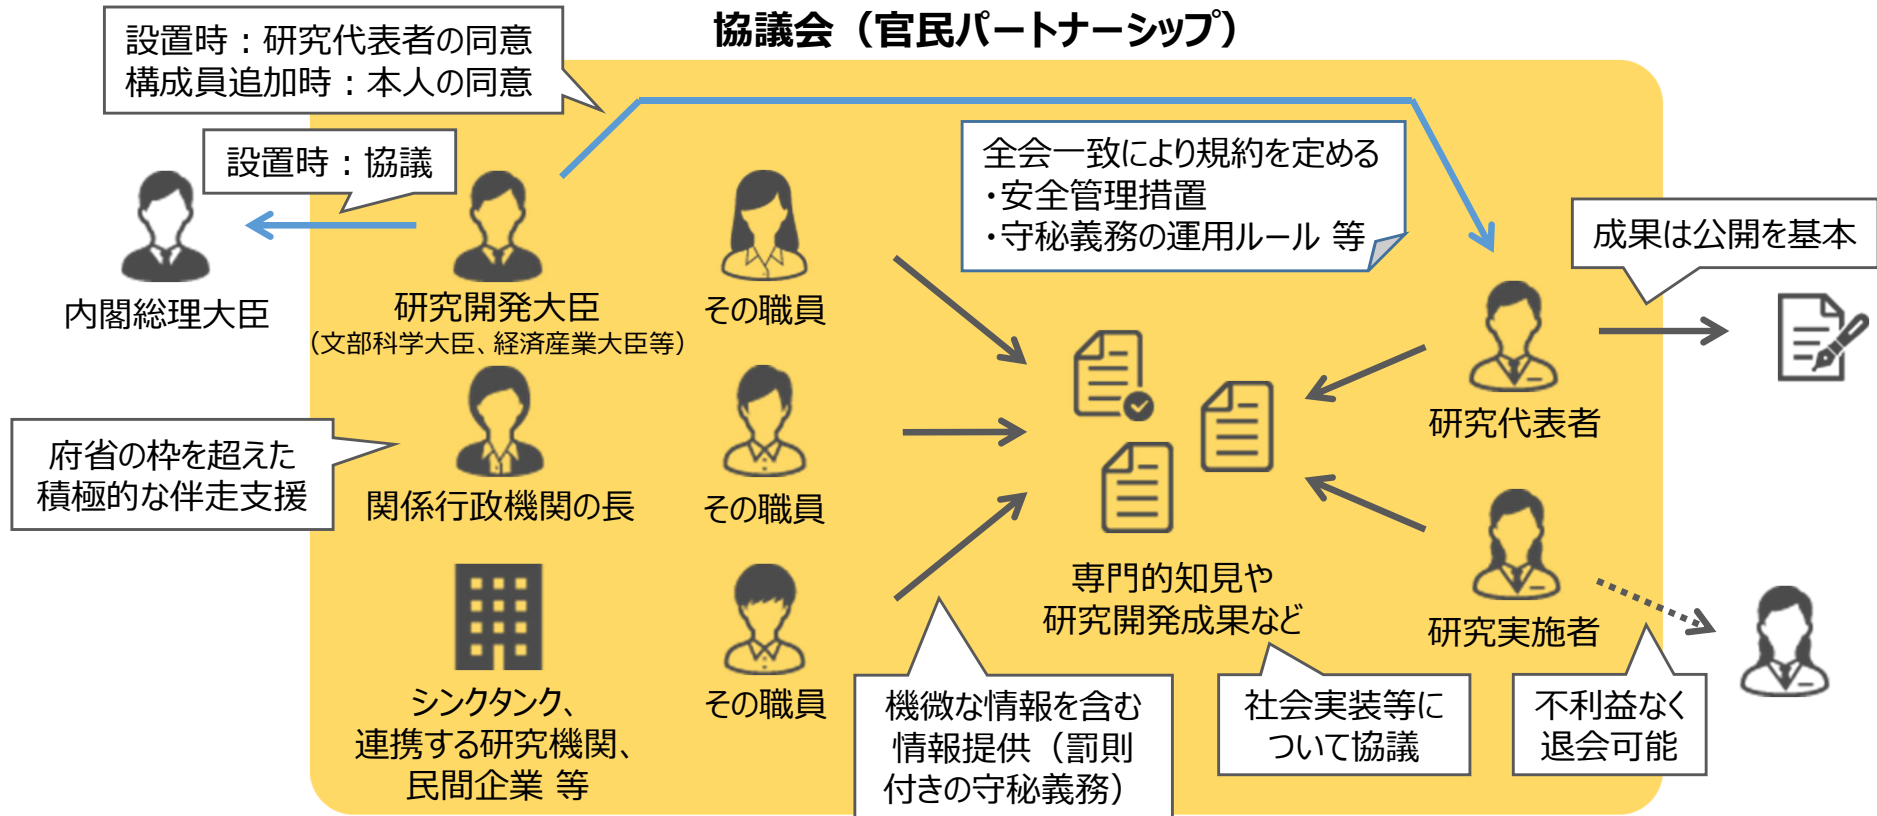 協議会（官民パートナーシップ）
設置時：研究代表者の同意
構成員追加時：本人の同意
設置時：協議
全会一致により規約を定める
・安全管理措置
・守秘義務の運用ルール 等
成果は公開を基本
内閣総理大臣
研究開発大臣
（文部科学大臣、経済産業大臣等）
その職員
研究代表者
府省の枠を超えた
積極的な伴走支援
関係行政機関の長
その職員
専門的知見や
研究開発成果など
研究実施者
シンクタンク、
連携する研究機関、
民間企業 等
その職員
機微な情報を含む
情報提供（罰則
付きの守秘義務）
社会実装等に
ついて協議
不利益なく
退会可能